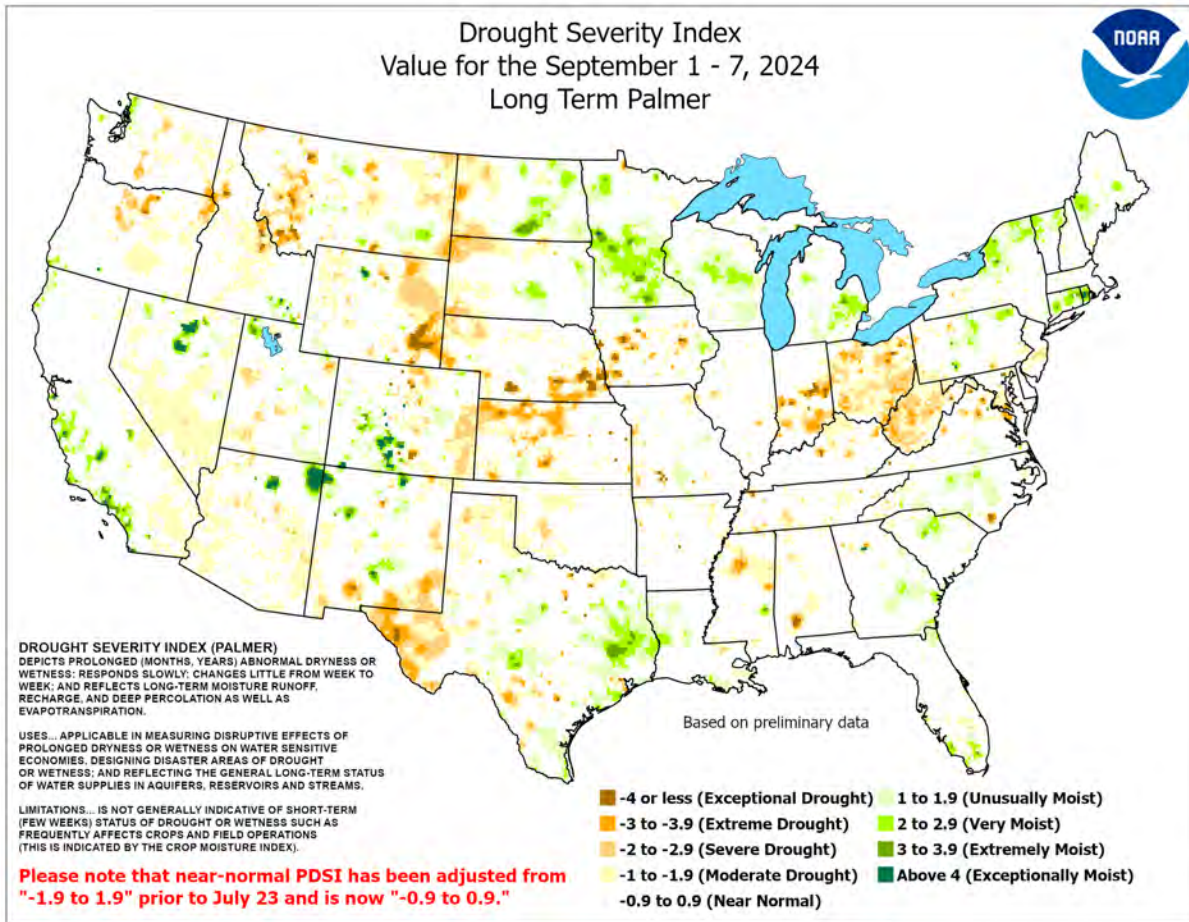 Drought Severity Index
Value for the September 1 - 7, 2024
Long Term Palmer
NOAA
DROUGHT SEVERITY INDEX (PALMER)
DEPICTS PROLONGED (MONTHS, YEARS) ABNORMAL DRYNESS OR
WETNESS; RESPONDS SLOWLY; CHANGES LITTLE FROM WEEK TO
WEEK; AND REFLECTS LONG-TERM MOISTURE RUNOFF,
RECHARGE, AND DEEP PERCOLATION AS WELL AS
EVAPOTRANSPIRATION.
USES... APPLICABLE IN MEASURING DISRUPTIVE EFFECTS OF
PROLONGED DRYNESS OR WETNESS ON WATER SENSITIVE
ECONOMIES, DESIGNING DISASTER AREAS OF DROUGHT
OR WETNESS; AND REFLECTING THE GENERAL LONG-TERM STATUS
OF WATER SUPPLIES IN AQUIFERS, RESERVOIRS AND STREAMS.
LIMITATIONS... IS NOT GENERALLY INDICATIVE OF SHORT-TERM
(FEW WEEKS) STATUS OF DROUGHT OR WETNESS SUCH AS
FREQUENTLY AFFECTS CROPS AND FIELD OPERATIONS
(THIS IS INDICATED BY THE CROP MOISTURE INDEX).
Please note that near-normal PDSI has been adjusted from
"-1.9 to 1.9" prior to July 23 and is now "-0.9 to 0.9."
Based on preliminary data
-4 or less (Exceptional Drought)
-3 to -3.9 (Extreme Drought)
-2 to -2.9 (Severe Drought)
-1 to -1.9 (Moderate Drought)
-0.9 to 0.9 (Near Normal)
1 to 1.9 (Unusually Moist)
2 to 2.9 (Very Moist)
3 to 3.9 (Extremely Moist)
Above 4 (Exceptionally Moist)